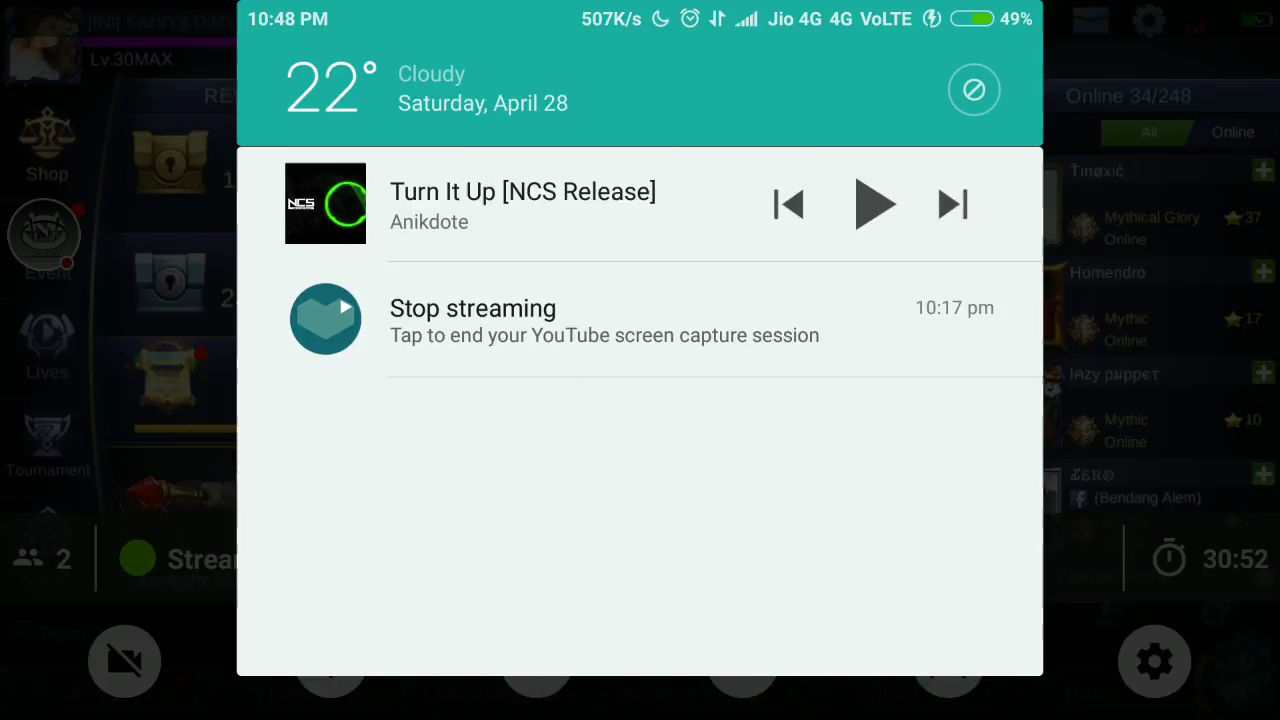 10:48 PM
507K/s Jio 4G 4G VoLTE 49%
22°
Cloudy
Saturday, April 28
Turn It Up [NCS Release]
Anikdote
NCS
Stop streaming
10:17 pm
Tap to end your YouTube screen capture session
Lv.30MAX
Shop
Event
Lives
Tournament
2
Strea
Online 34/248
All
Online
Mythical Glory
37
Online
Homendro
Mythic
17
Online
Mythic
10
Online
(Bendang Alem)
30:52